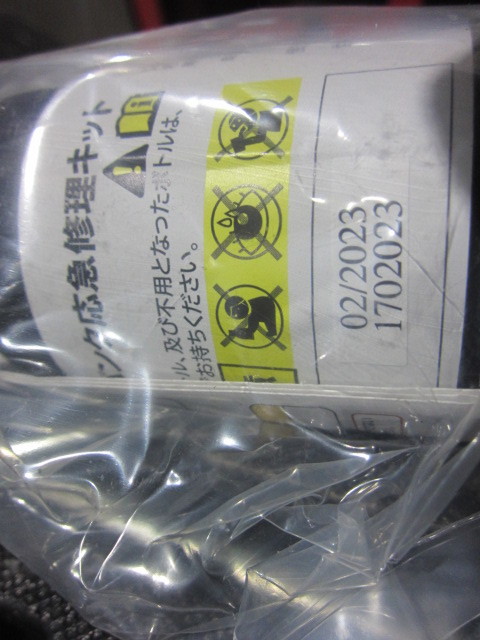 ンク応急修理キット
ル、及び不用となったボトルは、
お持ちください。
02/2023
1702023